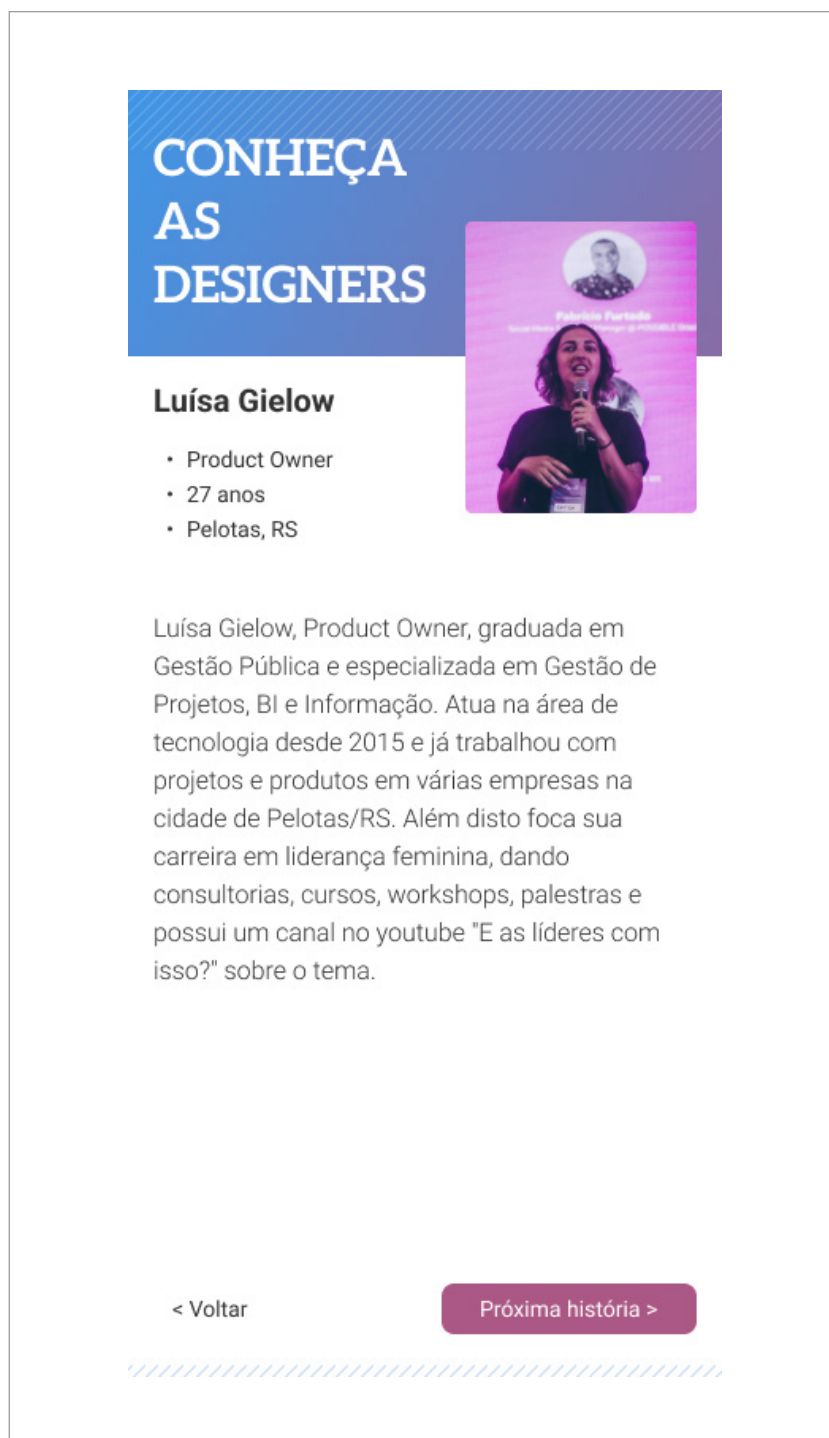 CONHEÇA
AS
DESIGNERS
Fabrício Furtado
Luísa Gielow
• Product Owner
• 27 anos
• Pelotas, RS
Luísa Gielow, Product Owner, graduada em
Gestão Pública e especializada em Gestão de
Projetos, BI e Informação. Atua na área de
tecnologia desde 2015 e já trabalhou com
projetos e produtos em várias empresas na
cidade de Pelotas/RS. Além disto foca sua
carreira em liderança feminina, dando
consultorias, cursos, workshops, palestras e
possui um canal no youtube "E as líderes com
isso?" sobre o tema.
< Voltar
Próxima história >